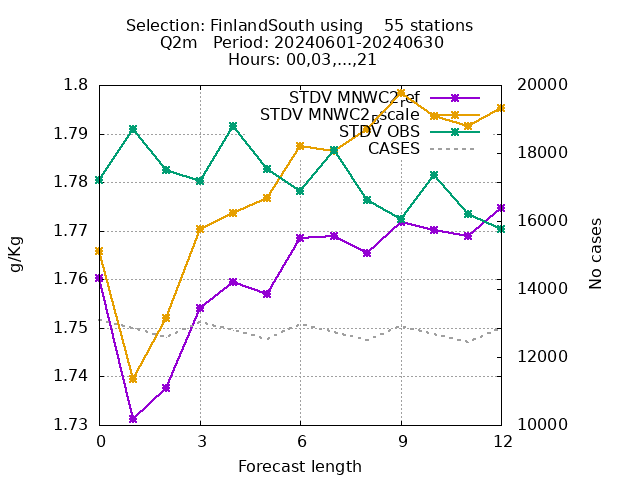 Selection: FinlandSouth using    55 stations
Q2m   Period: 20240601-20240630
Hours: 00,03,...,21
1.8
1.79
1.78
1.77
1.76
1.75
1.74
1.73
g/Kg
STDV MNWC2_ref
STDV MNWC2_Escale
STDV OBS
CASES
20000
18000
16000
14000
12000
10000
No cases
0
3
6
9
12
Forecast length